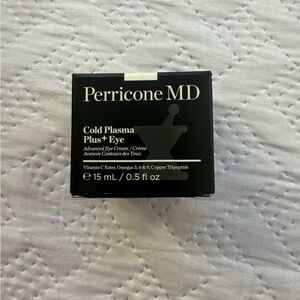 Perricone MD
Cold Plasma
Plus+ Eye
Advanced Eye Cream / Crème
Avancée Contours des Yeux
Vitamin C Ester, Omegas 3, 6 & 9, Copper Tripeptide
℮ 15 mL / 0.5 fl oz